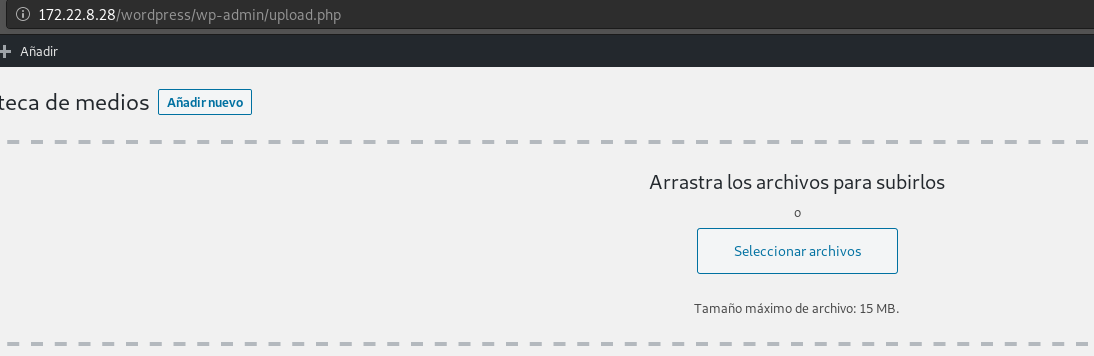 172.22.8.28/wordpress/wp-admin/upload.php
Añadir
teca de medios Añadir nuevo
Arrastra los archivos para subirlos
o
Seleccionar archivos
Tamaño máximo de archivo: 15 MB.